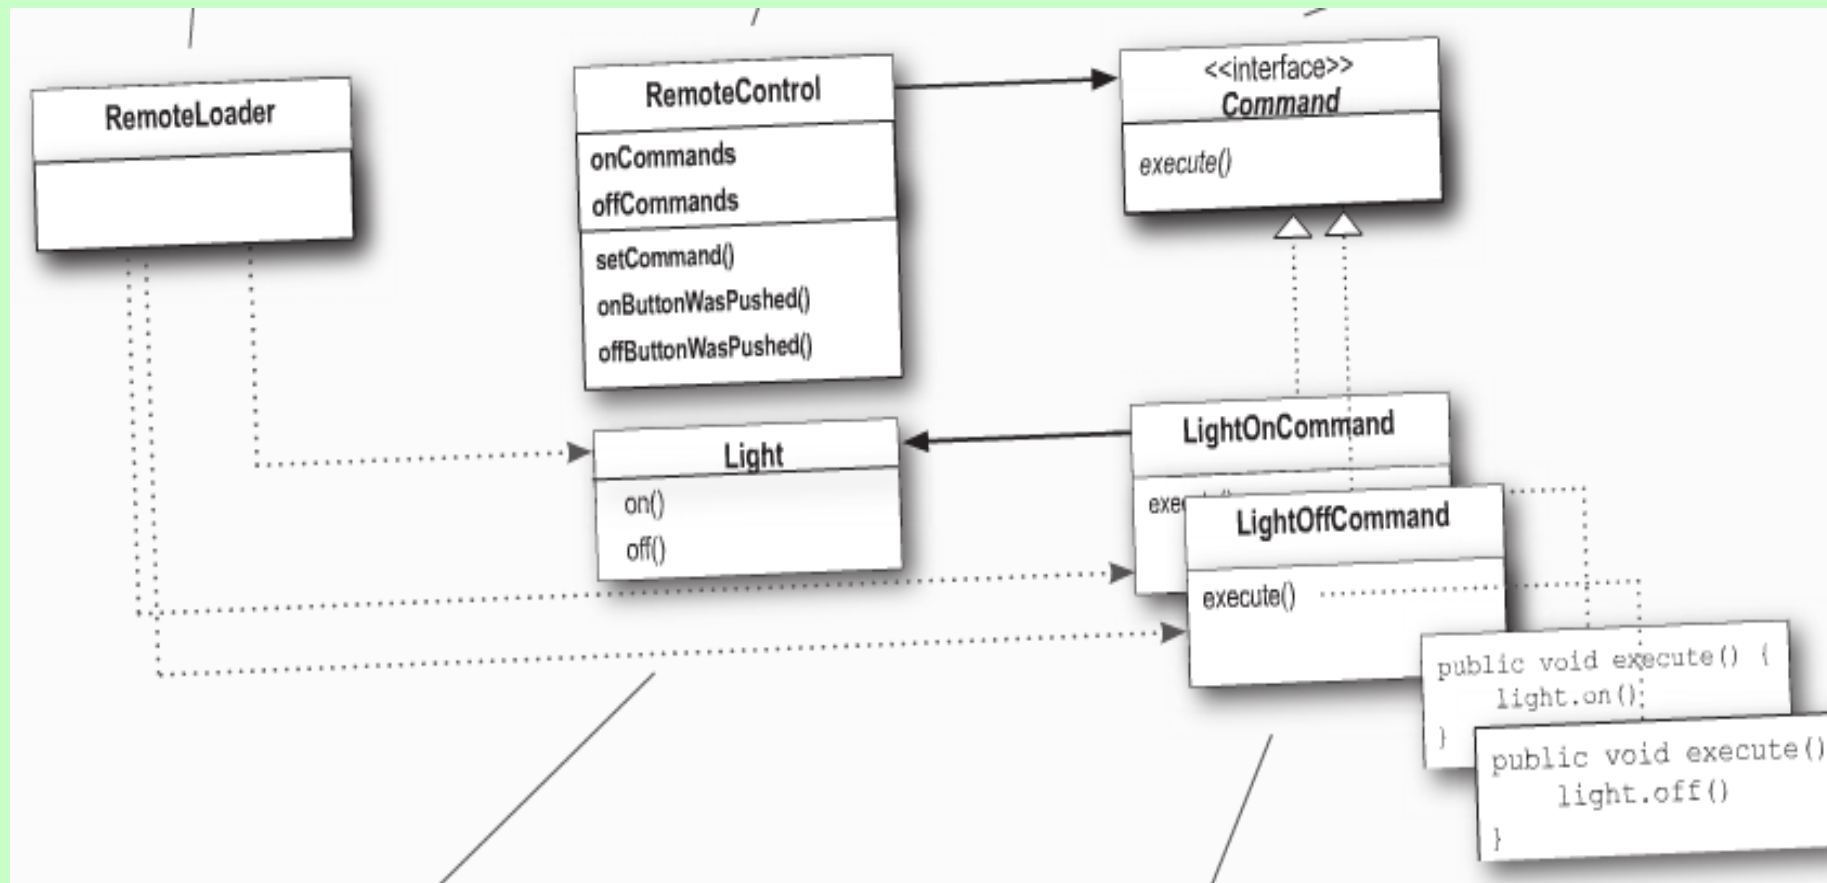 RemoteLoader
RemoteControl
onCommands
offCommands
setCommand()
onButtonWasPushed()
offButtonWasPushed()
<<interface>>
Command
execute()
Light
on()
off()
LightOnCommand
LightOffCommand
execute()
public void execute() {
light.on();
}
public void execute()
light.off()
}